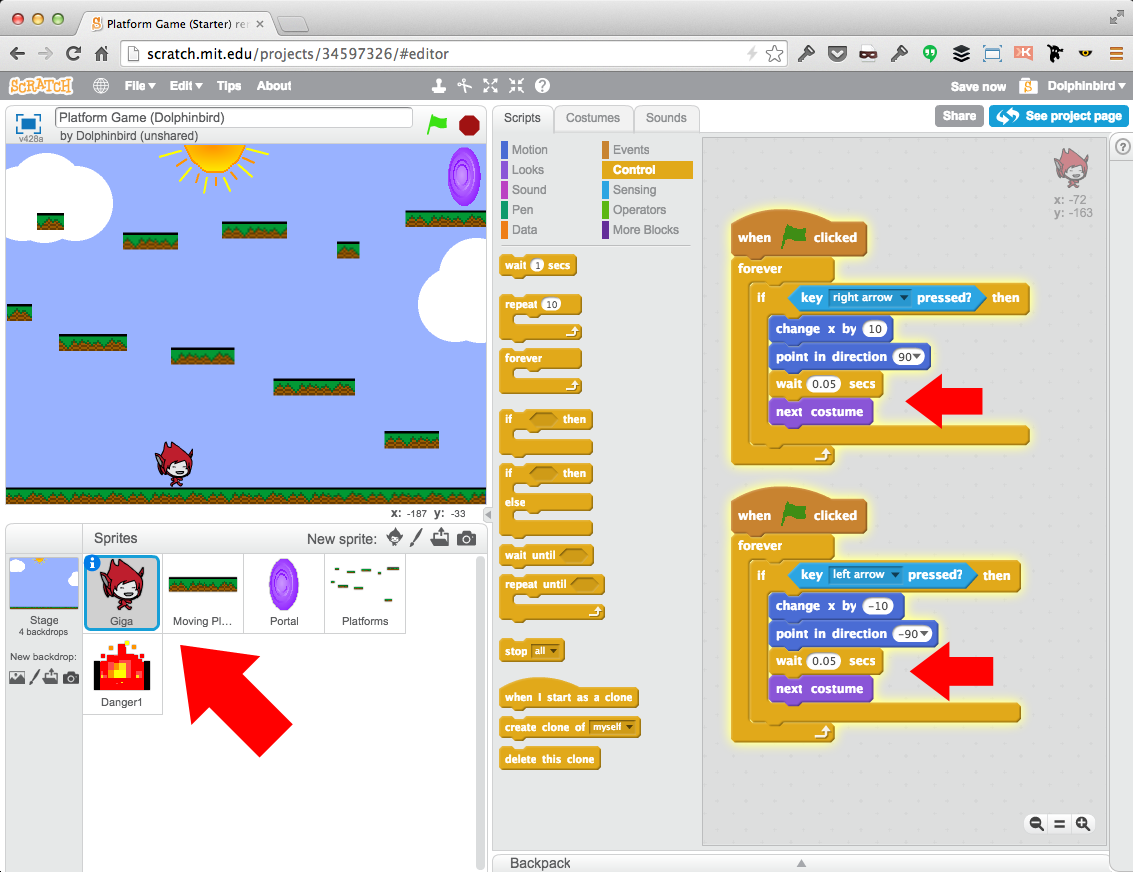 Platform Game (Starter) rer
scratch.mit.edu/projects/34597326/#editor
SCRATCH File Edit Tips About Save now Dolphinbird
v428a
Platform Game (Dolphinbird)
by Dolphinbird (unshared)
Scripts Costumes Sounds
Share See project page
Motion Events
Looks Control
Sound Sensing
Pen Operators
Data More Blocks
wait 1 secs
repeat 10
forever
if then
if then
else
wait until
repeat until
stop all
when I start as a clone
create clone of myself
delete this clone
x: -72
y: -163
when clicked
forever
if key right arrow pressed? then
change x by 10
point in direction 90
wait 0.05 secs
next costume
when clicked
forever
if key left arrow pressed? then
change x by -10
point in direction -90
wait 0.05 secs
next costume
x: -187 y: -33
Sprites New sprite:
Stage
4 backdrops
New backdrop:
Giga
Moving Pl...
Portal
Platforms
Danger1
Backpack